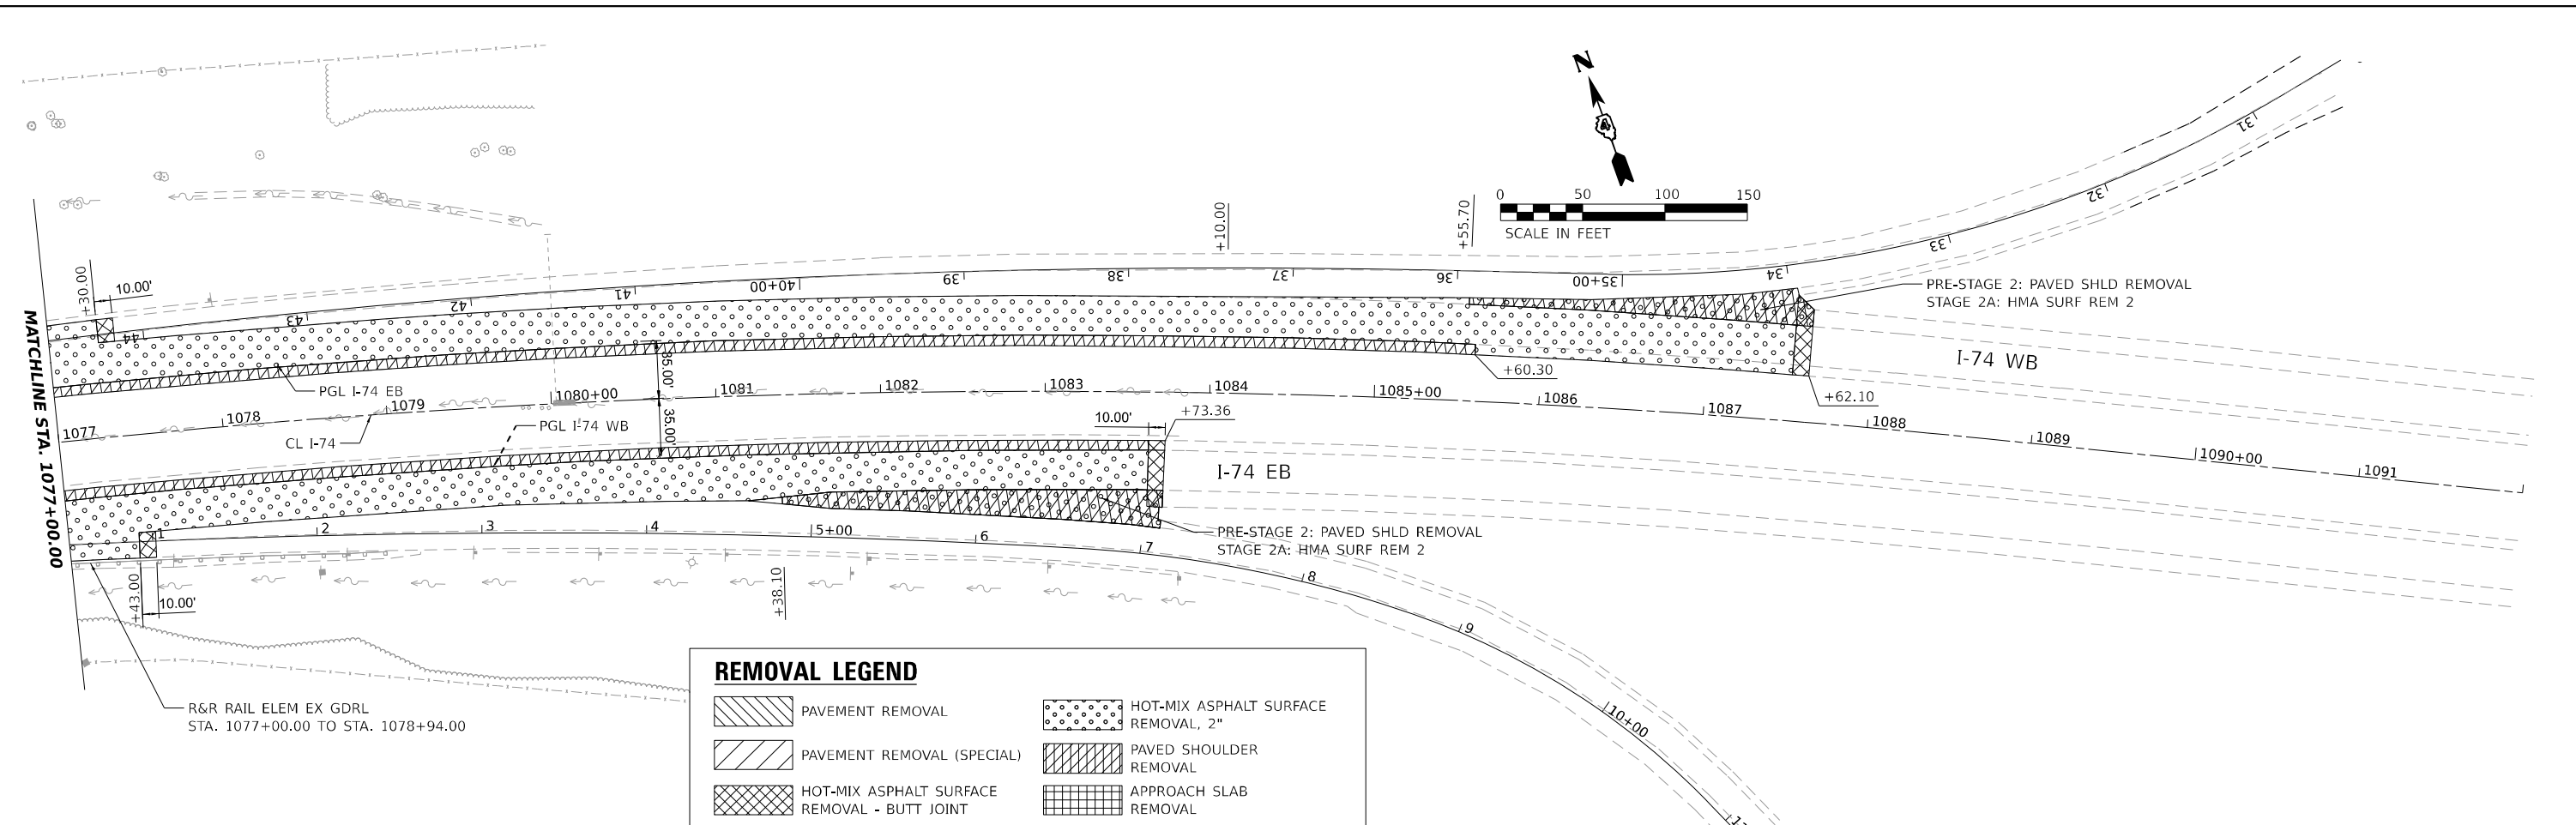 N
0 50 100 150
SCALE IN FEET
+10.00
+55.70
+30.00
10.00'
31
32
33
34
35+00
36
37
38
39
40+00
41
42
43
44
PRE-STAGE 2: PAVED SHLD REMOVAL
STAGE 2A: HMA SURF REM 2
I-74 WB
MATCHLINE STA. 1077+00.00
PGL I-74 EB
35.00'
+60.30
+62.10
1077
1078
1079
1080+00
1081
1082
1083
1084
1085+00
1086
1087
1088
1089
1090+00
1091
CL I-74
PGL I-74 WB
35.00'
10.00'
+73.36
I-74 EB
1
2
3
4
5+00
6
7
8
9
10+00
PRE-STAGE 2: PAVED SHLD REMOVAL
STAGE 2A: HMA SURF REM 2
+43.00
10.00'
+38.10
R&R RAIL ELEM EX GDRL
STA. 1077+00.00 TO STA. 1078+94.00
REMOVAL LEGEND
PAVEMENT REMOVAL
PAVEMENT REMOVAL (SPECIAL)
HOT-MIX ASPHALT SURFACE
REMOVAL - BUTT JOINT
HOT-MIX ASPHALT SURFACE
REMOVAL, 2"
PAVED SHOULDER
REMOVAL
APPROACH SLAB
REMOVAL